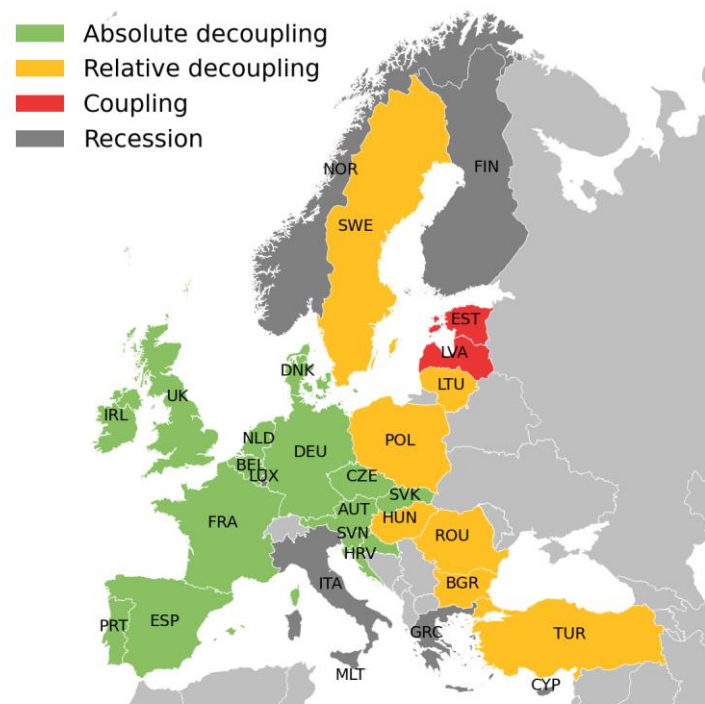 Absolute decoupling
Relative decoupling
Coupling
Recession
NOR
FIN
SWE
EST
LVA
DNK
LTU
UK
IRL
NLD
POL
DEU
BEL
LUX
CZE
SVK
AUT
FRA
HUN
SVN
ROU
HRV
ITA
BGR
PRT
ESP
GRC
TUR
MLT
CYP